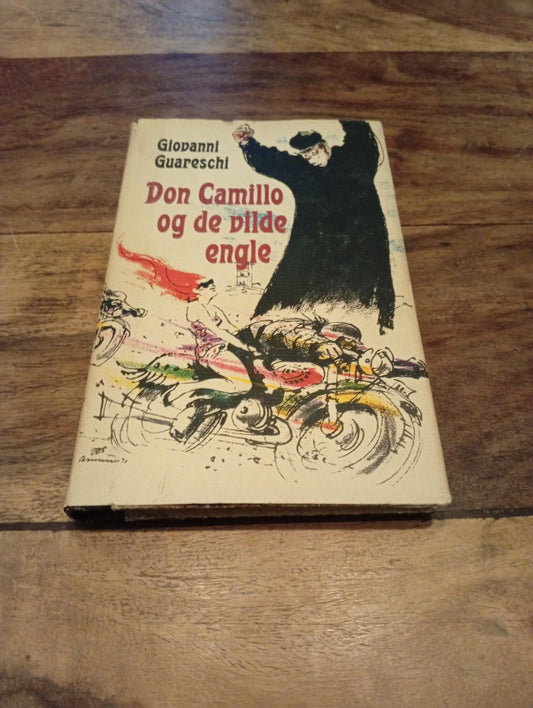 Giovanni
Guareschi
Don Camillo
og de vilde
engle